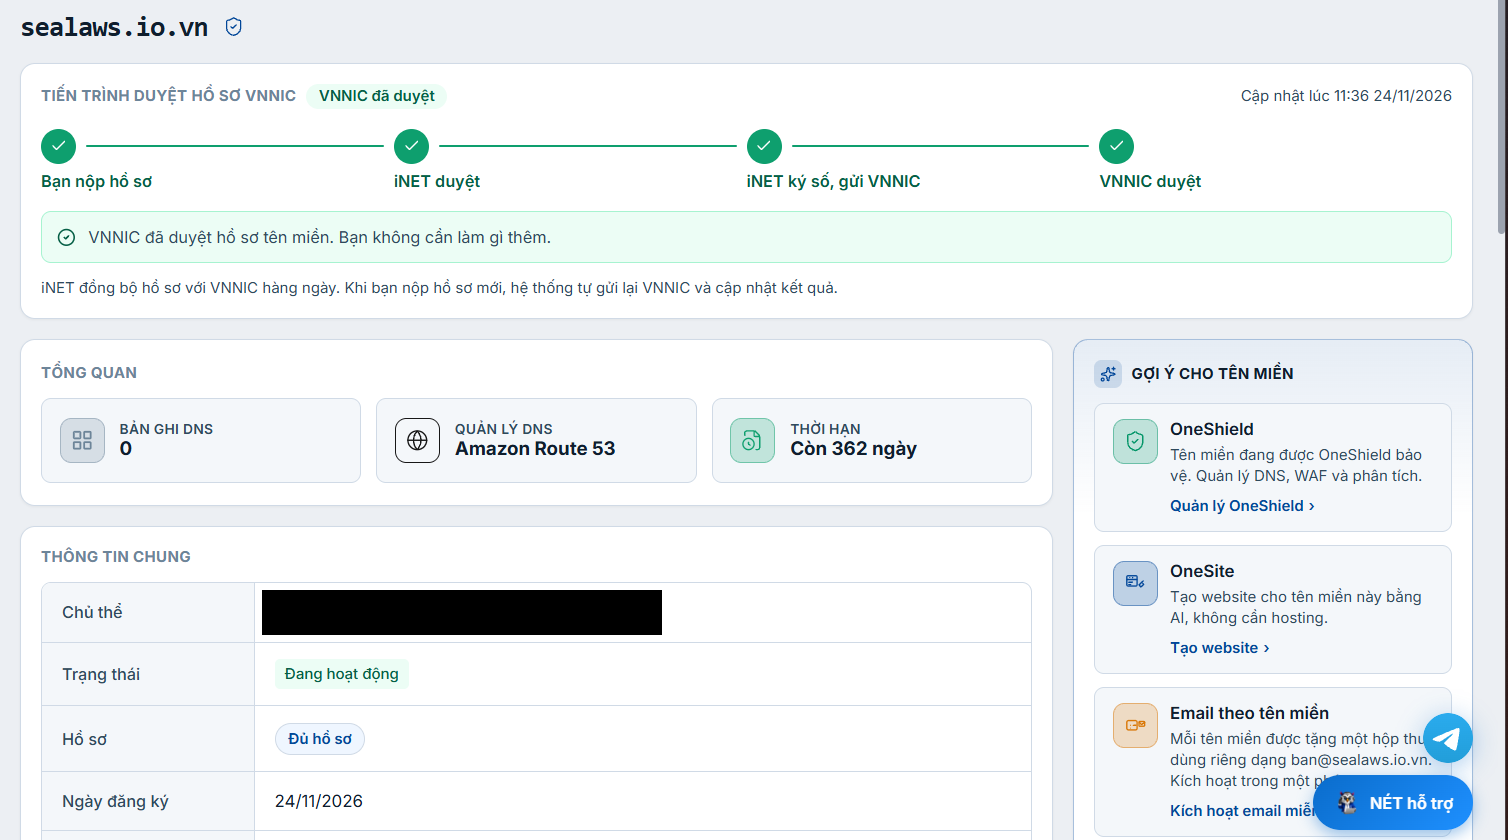 sealaws.io.vn
TIẾN TRÌNH DUYỆT HỒ SƠ VNNIC
VNNIC đã duyệt
Cập nhật lúc 11:36 24/11/2026
Bạn nộp hồ sơ
iNET duyệt
iNET ký số, gửi VNNIC
VNNIC duyệt
VNNIC đã duyệt hồ sơ tên miền. Bạn không cần làm gì thêm.
iNET đồng bộ hồ sơ với VNNIC hàng ngày. Khi bạn nộp hồ sơ mới, hệ thống tự gửi lại VNNIC và cập nhật kết quả.
TỔNG QUAN
BẢN GHI DNS
0
QUẢN LÝ DNS
Amazon Route 53
THỜI HẠN
Còn 362 ngày
THÔNG TIN CHUNG
Chủ thể
Trạng thái
Đang hoạt động
Hồ sơ
Đủ hồ sơ
Ngày đăng ký
24/11/2026
GỢI Ý CHO TÊN MIỀN
OneShield
Tên miền đang được OneShield bảo
vệ. Quản lý DNS, WAF và phân tích.
Quản lý OneShield ›
OneSite
Tạo website cho tên miền này bằng
AI, không cần hosting.
Tạo website ›
Email theo tên miền
Mỗi tên miền được tặng một hộp thư
dùng riêng dạng ban@sealaws.io.vn.
Kích hoạt trong một
Kích hoạt email
NÉT hỗ trợ